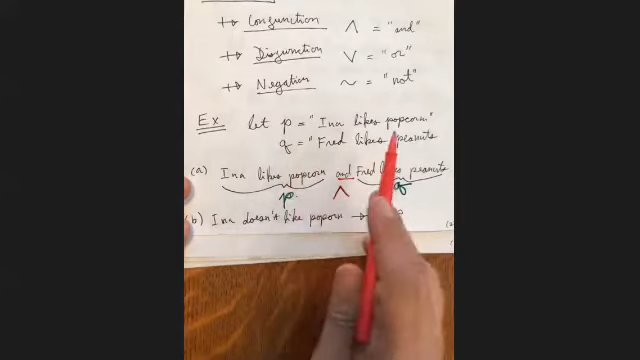 Conjunction ∧ = "and"
Disjunction ∨ = "or"
Negation ~ = "not"
Ex let p = "Ina likes popcorn"
q = "Fred likes peanuts
(a) Ina likes popcorn and Fred likes peanuts
p. ∧ q
(b) Ina doesn't like popcorn →